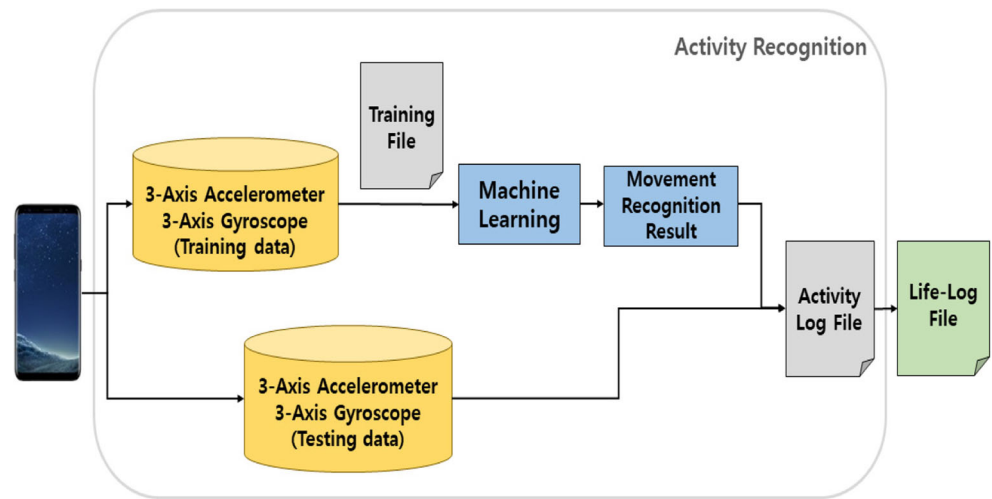 Activity Recognition
Training
File
3-Axis Accelerometer
3-Axis Gyroscope
(Training data)
Machine
Learning
Movement
Recognition
Result
Activity
Log File
Life-Log
File
3-Axis Accelerometer
3-Axis Gyroscope
(Testing data)